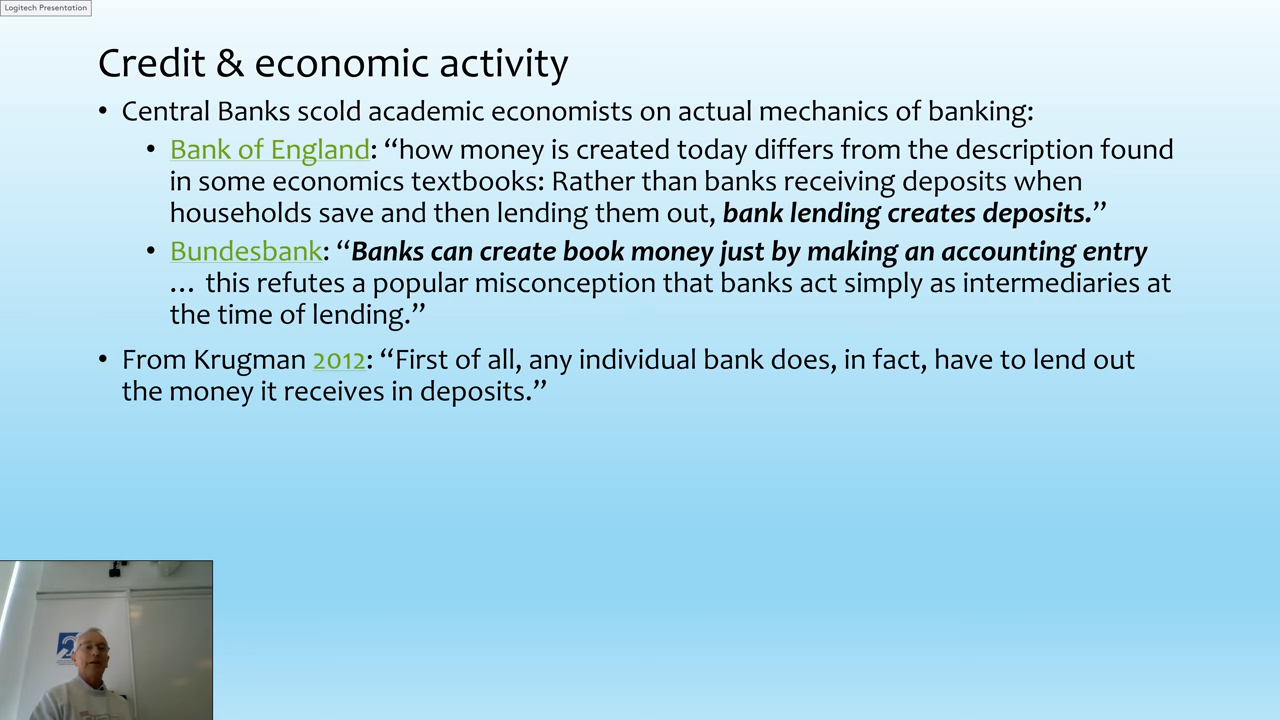 Logitech Presentation
Credit & economic activity
• Central Banks scold academic economists on actual mechanics of banking:
• Bank of England: “how money is created today differs from the description found
in some economics textbooks: Rather than banks receiving deposits when
households save and then lending them out, bank lending creates deposits.”
• Bundesbank: “Banks can create book money just by making an accounting entry
… this refutes a popular misconception that banks act simply as intermediaries at
the time of lending.”
• From Krugman 2012: “First of all, any individual bank does, in fact, have to lend out
the money it receives in deposits.”